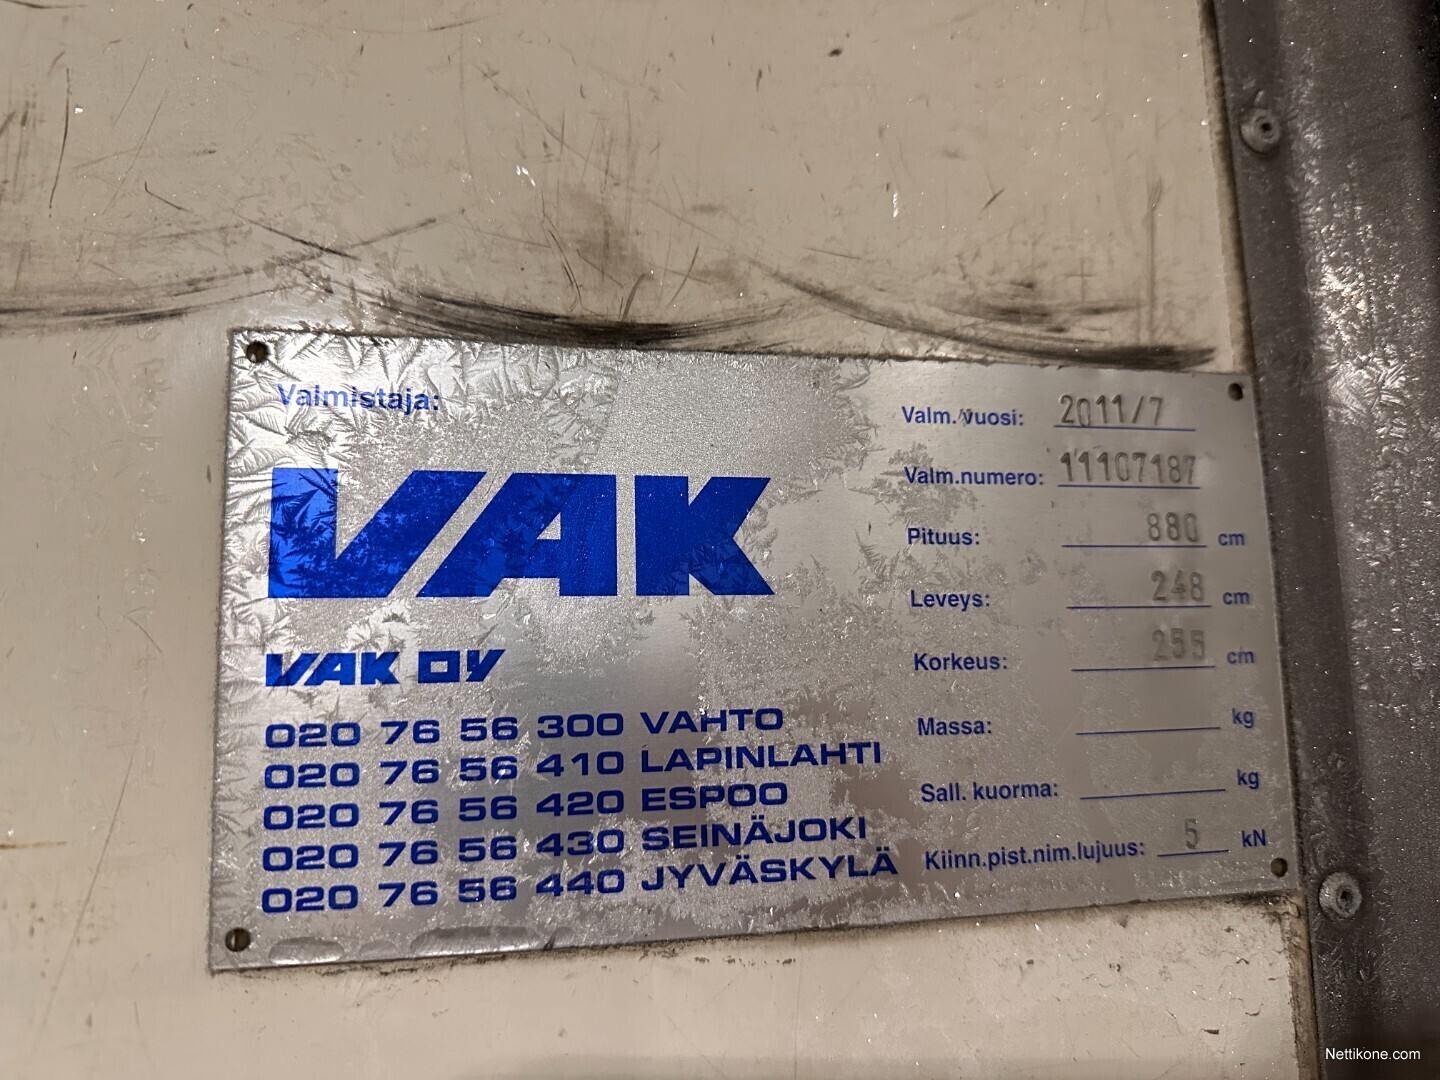 Valmistaja:
VAK
VAK OY
020 76 56 300 VAHTO
020 76 56 410 LAPINLAHTI
020 76 56 420 ESPOO
020 76 56 430 SEINÄJOKI
020 76 56 440 JYVÄSKYLÄ
Valm. vuosi: 2011/7
Valm.numero: 11107187
Pituus: 880 cm
Leveys: 248 cm
Korkeus: 255 cm
Massa: kg
Sall. kuorma: kg
Kiinn.pist.nim.lujuus: 5 kN
Nettikone.com